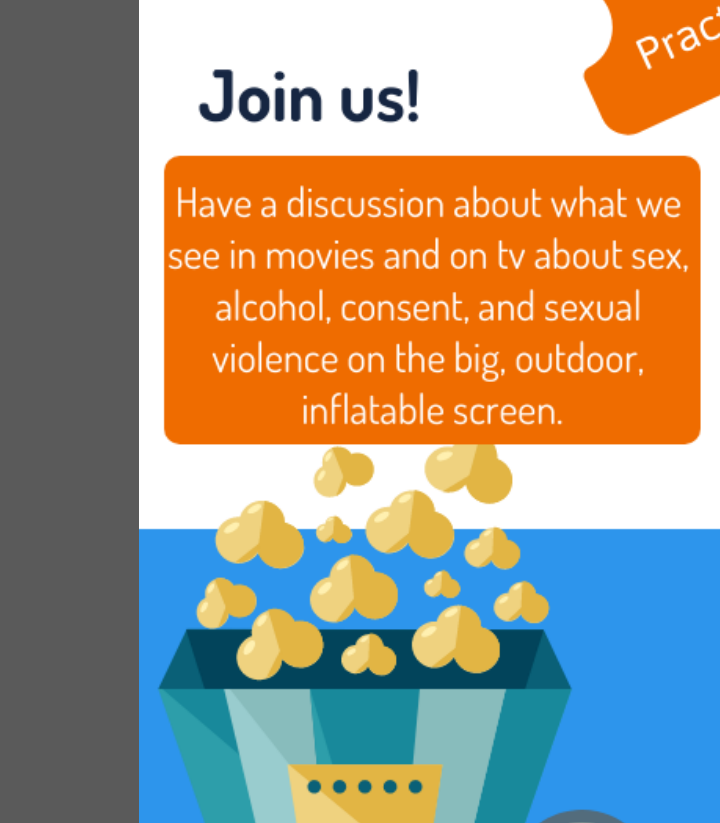 Join us!
Have a discussion about what we
see in movies and on tv about sex,
alcohol, consent, and sexual
violence on the big, outdoor,
inflatable screen.